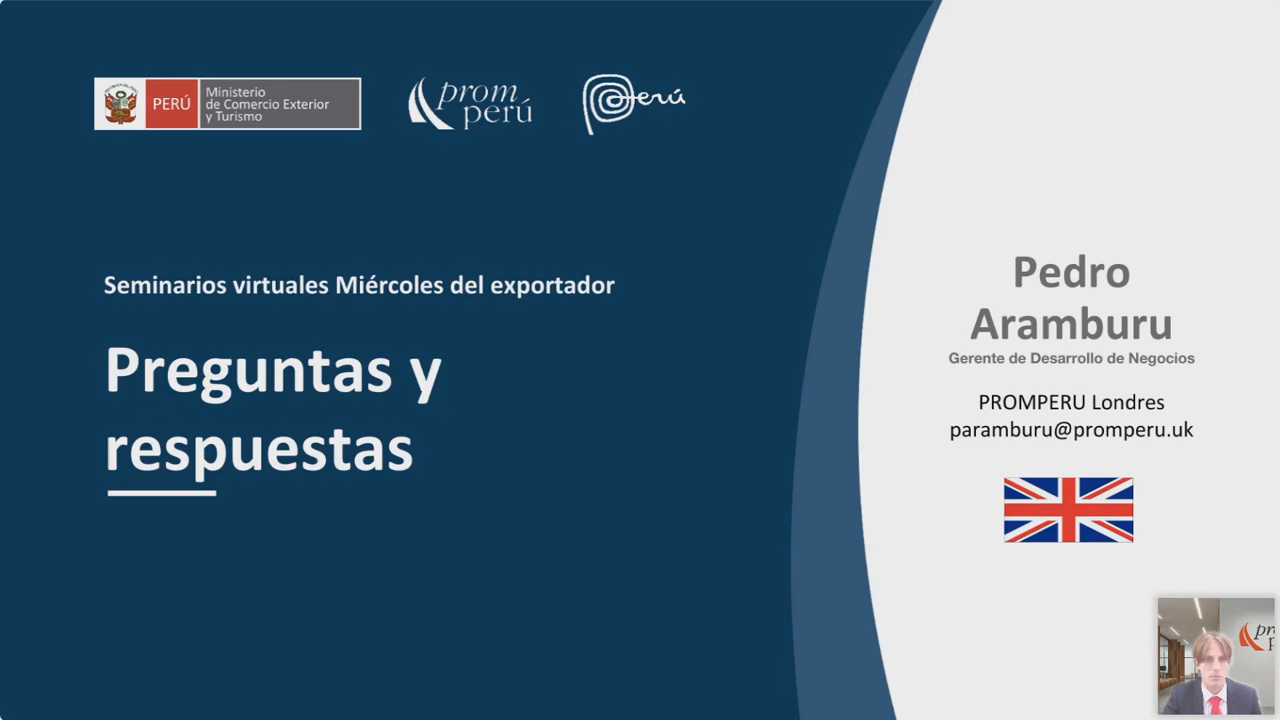 PERÚ
Ministerio
de Comercio Exterior
y Turismo
prom
perú
Perú
Seminarios virtuales Miércoles del exportador
Preguntas y
respuestas
Pedro
Aramburu
Gerente de Desarrollo de Negocios
PROMPERU Londres
paramburu@promperu.uk